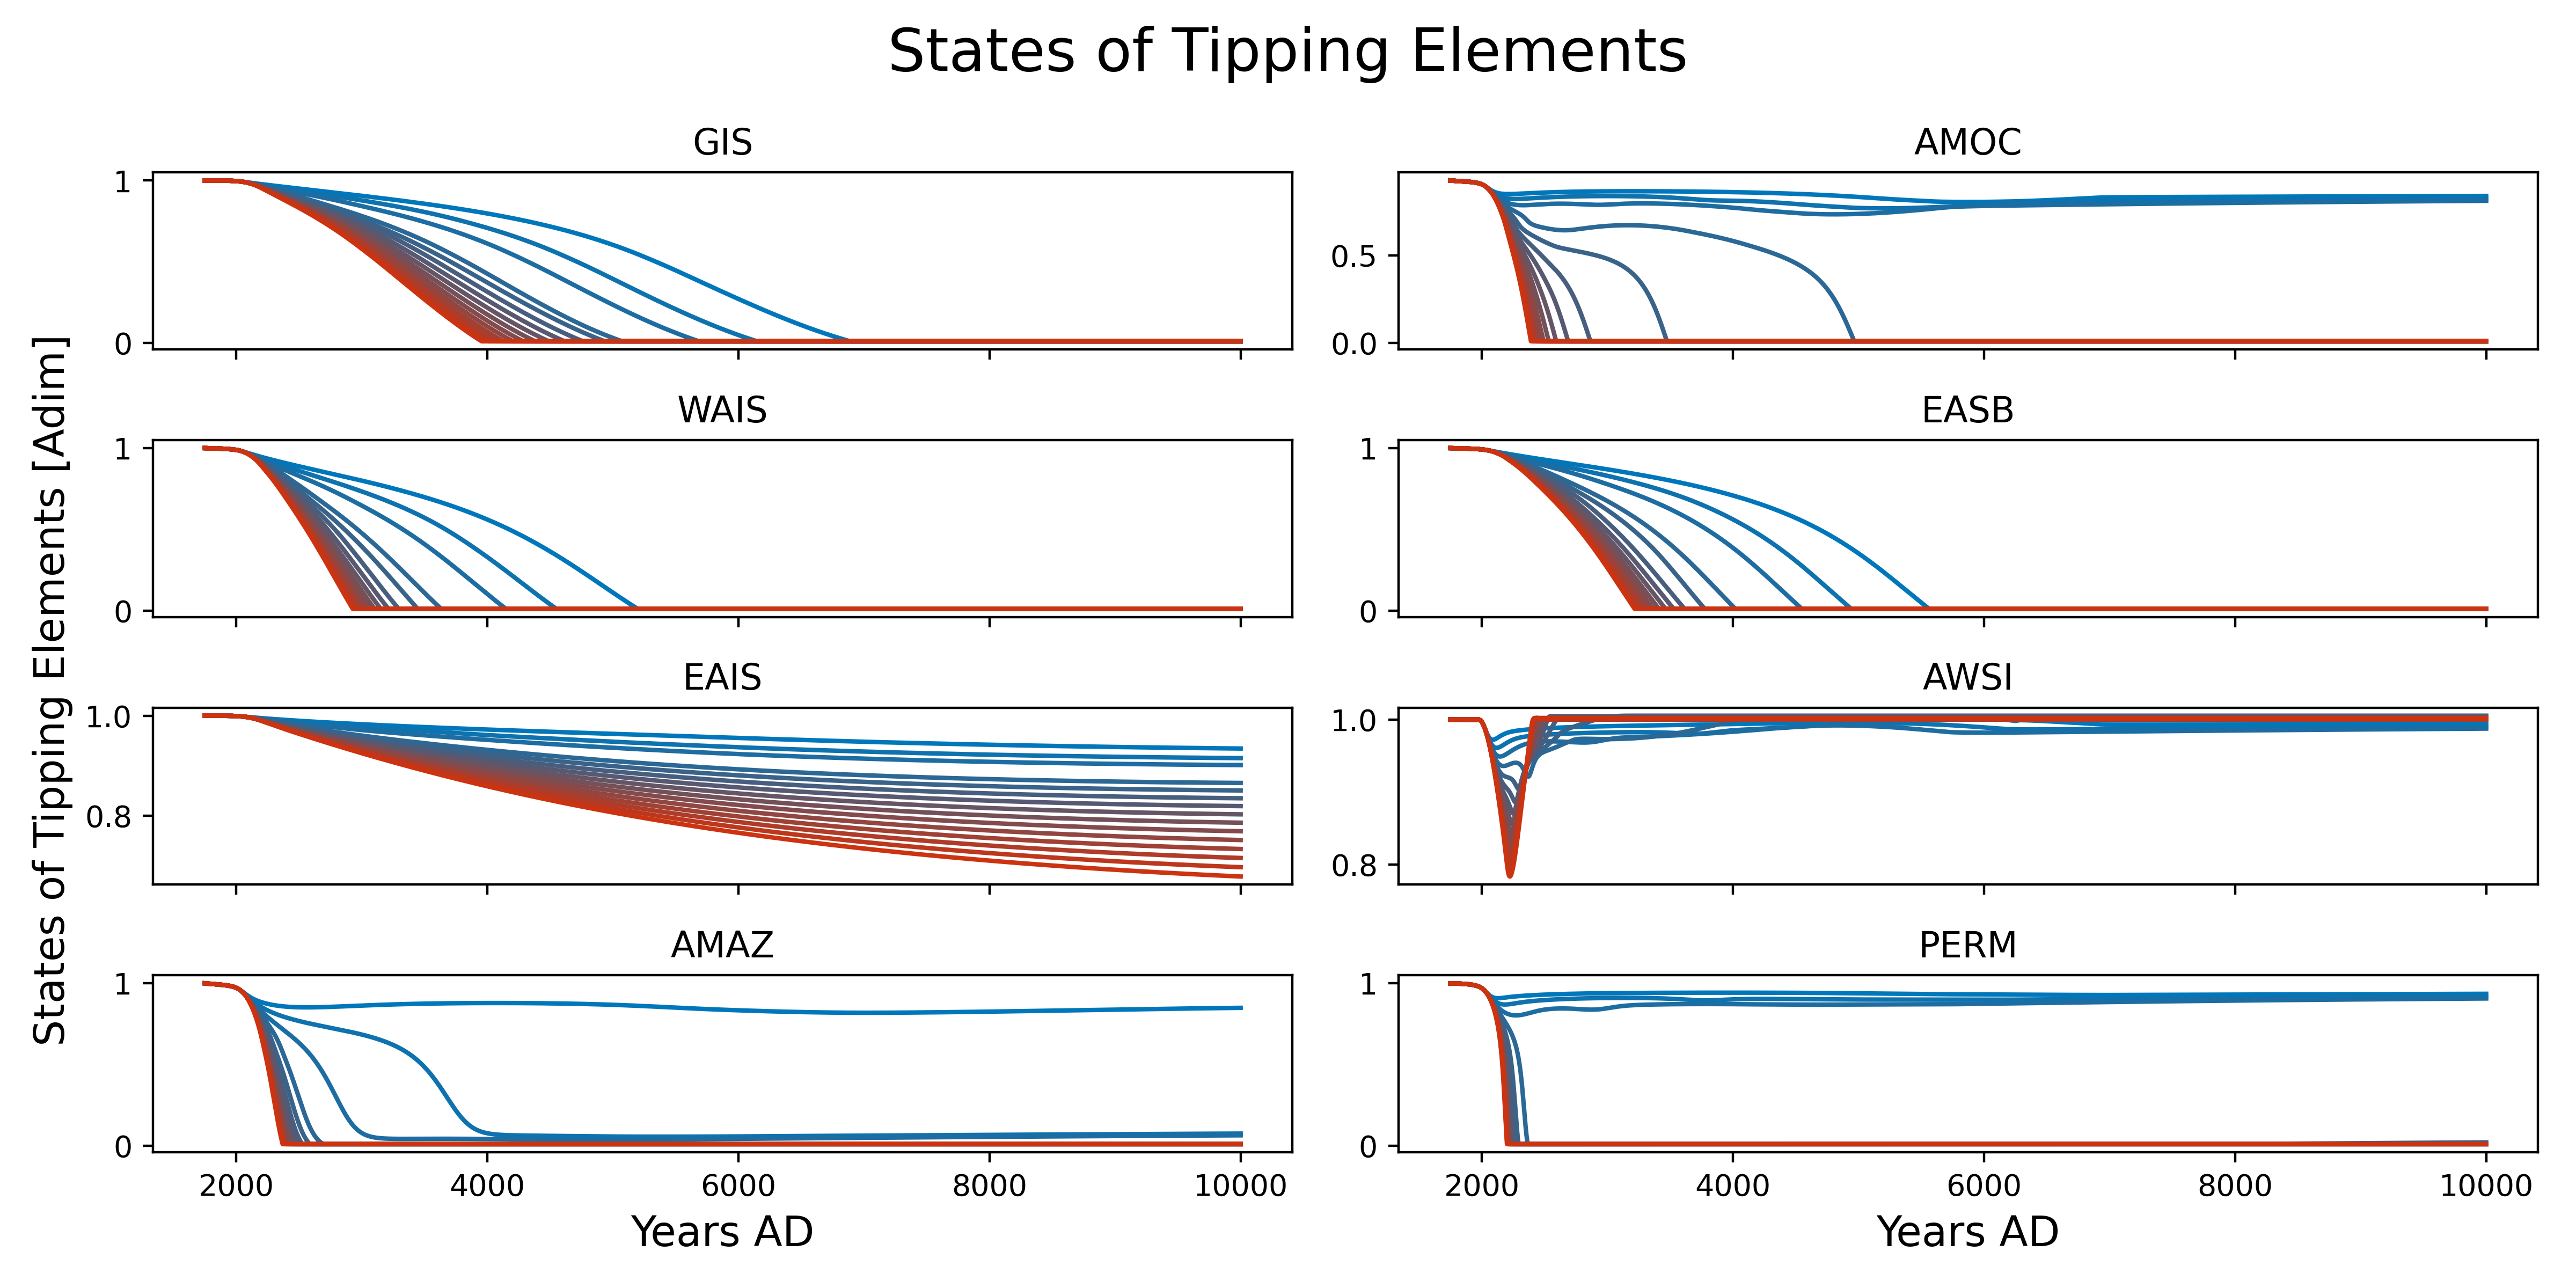 States of Tipping Elements
GIS
AMOC
1
0
0.5
0.0
WAIS
EASB
1
0
1
0
EAIS
AWSI
1.0
0.8
1.0
0.8
AMAZ
PERM
1
0
1
0
2000 4000 6000 8000 10000
2000 4000 6000 8000 10000
Years AD
Years AD
States of Tipping Elements [Adim]